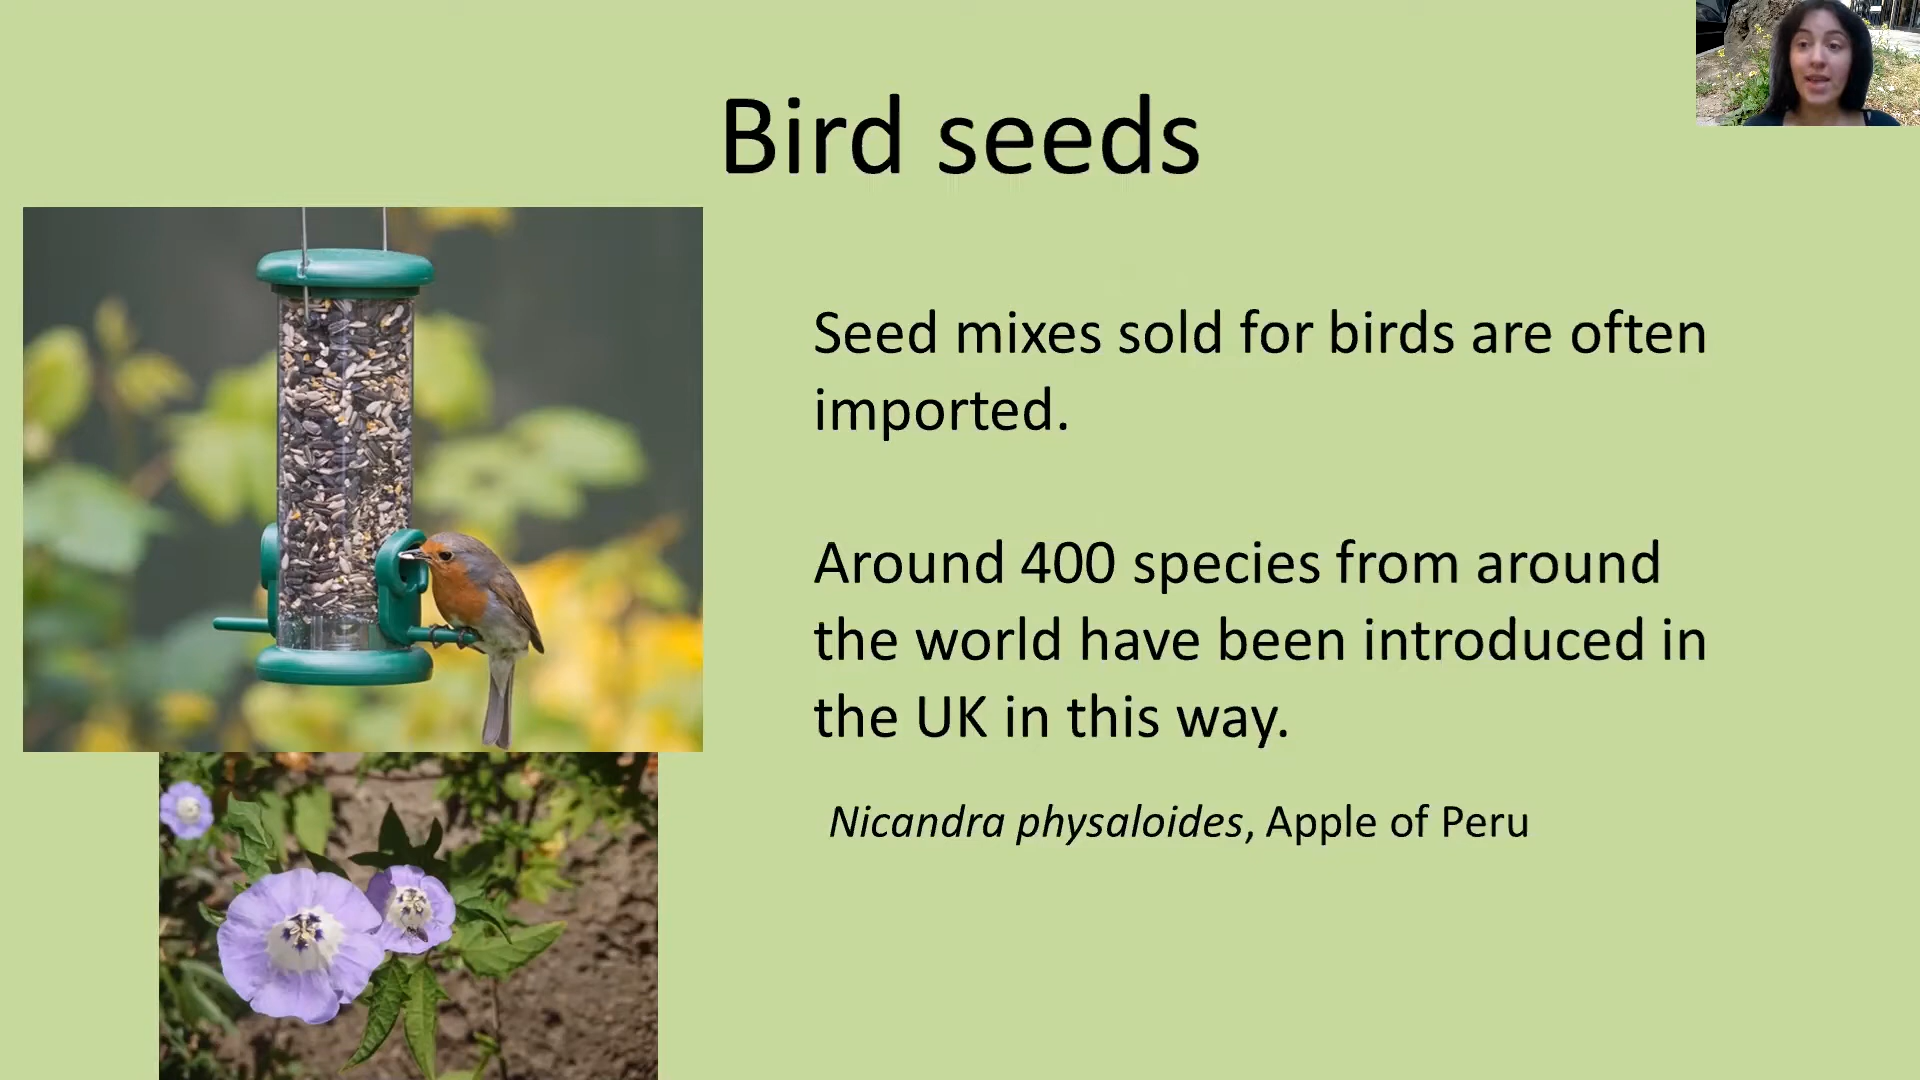 Bird seeds
Seed mixes sold for birds are often
imported.
Around 400 species from around
the world have been introduced in
the UK in this way.
Nicandra physaloides, Apple of Peru